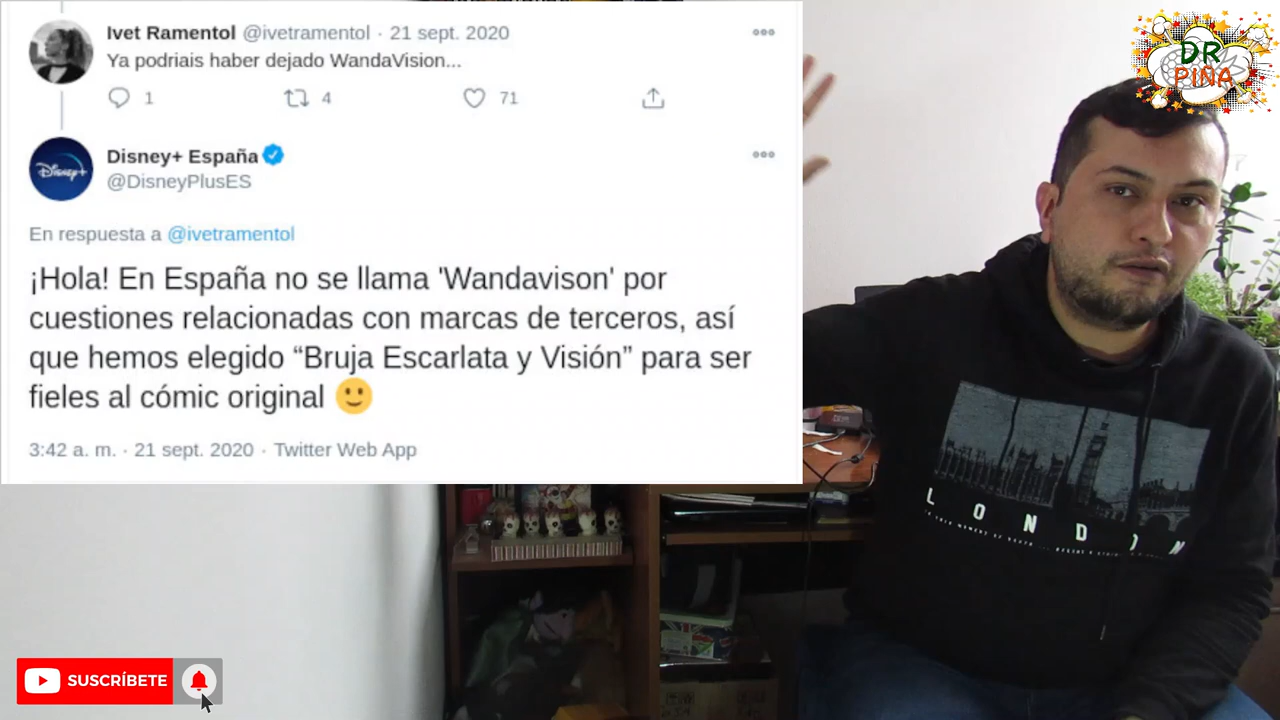 Ivet Ramentol @ivetramentol · 21 sept. 2020
Ya podriais haber dejado WandaVision...
1 4 71
Disney+
Disney+ España
@DisneyPlusES
En respuesta a @ivetramentol
¡Hola! En España no se llama 'Wandavison' por
cuestiones relacionadas con marcas de terceros, así
que hemos elegido “Bruja Escarlata y Visión” para ser
fieles al cómic original
3:42 a. m. · 21 sept. 2020 · Twitter Web App
DR
PIÑA
LONDON
SUSCRÍBETE